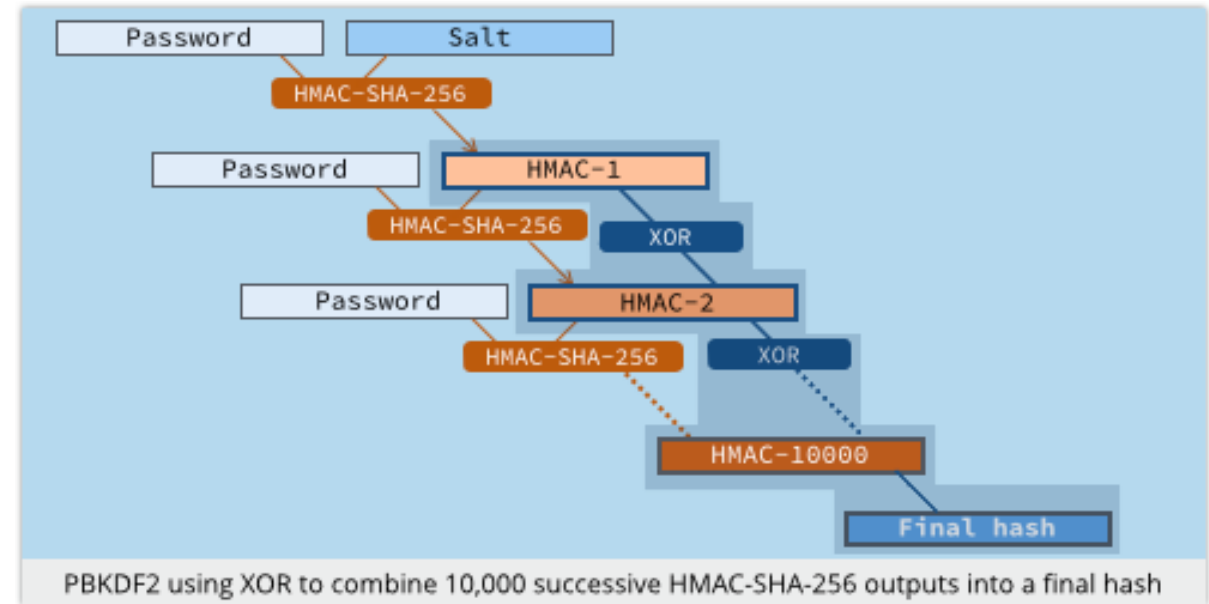 Password Salt
HMAC-SHA-256
Password HMAC-1
HMAC-SHA-256 XOR
Password HMAC-2
HMAC-SHA-256 XOR
HMAC-10000
Final hash
PBKDF2 using XOR to combine 10,000 successive HMAC-SHA-256 outputs into a final hash